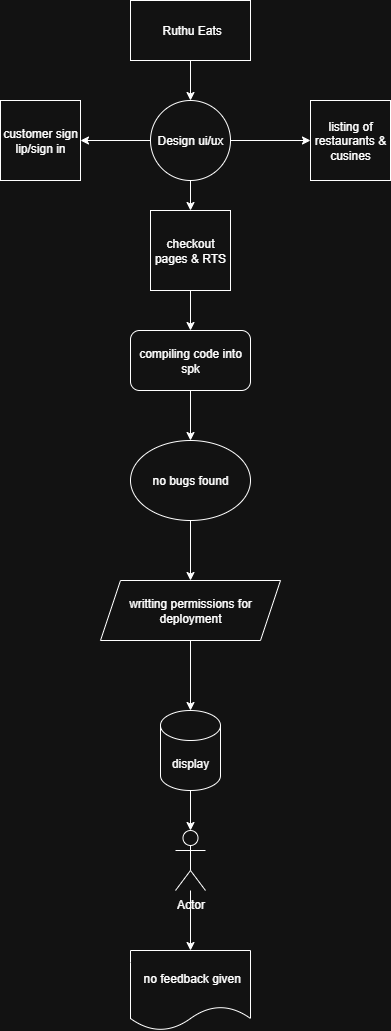 Ruthu Eats
customer sign
lip/sign in
Design ui/ux
listing of
restaurants &
cusines
checkout
pages & RTS
compiling code into
spk
no bugs found
writting permissions for
deployment
display
Actor
no feedback given